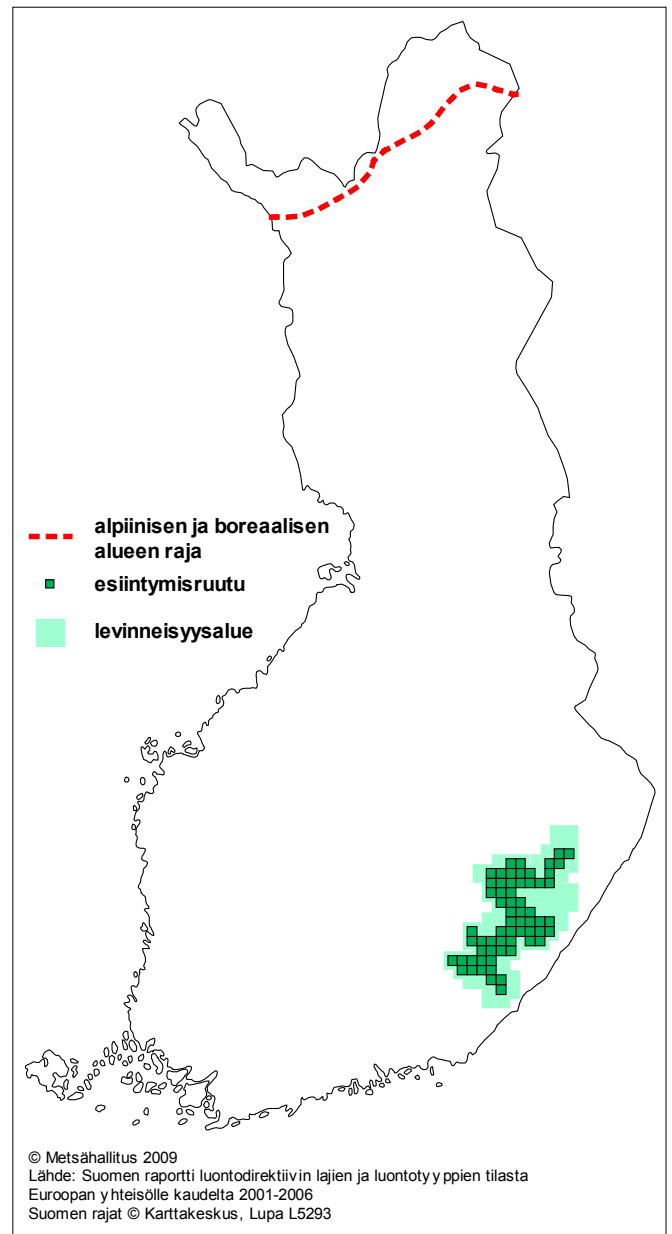 alpiinisen ja boreaalisen
alueen raja
esiintymisruutu
levinneisyysalue
© Metsähallitus 2009
Lähde: Suomen raportti luontodirektiivin lajien ja luontotyyppien tilasta
Euroopan yhteisölle kaudelta 2001-2006
Suomen rajat © Karttakeskus, Lupa L5293